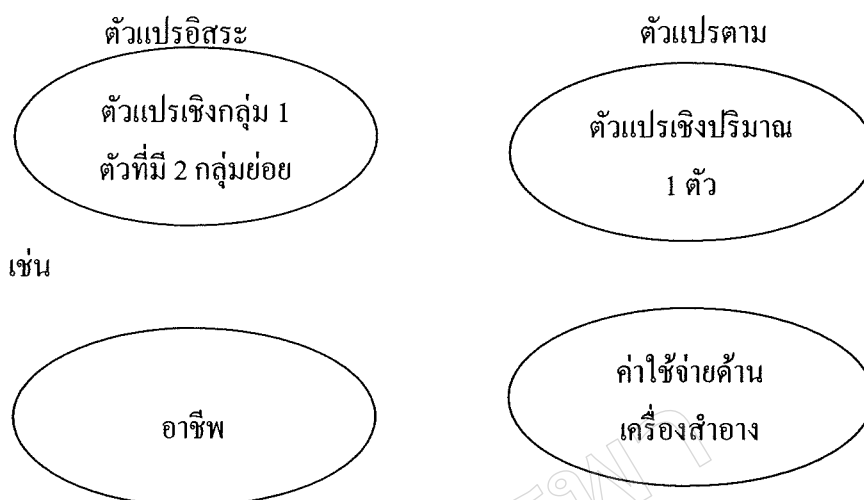 ตัวแปรอิสระ
ตัวแปรตาม
ตัวแปรเชิงกลุ่ม 1
ตัวที่มี 2 กลุ่มย่อย
ตัวแปรเชิงปริมาณ
1 ตัว
เช่น
อาชีพ
ค่าใช้จ่ายด้าน
เครื่องสำอาง